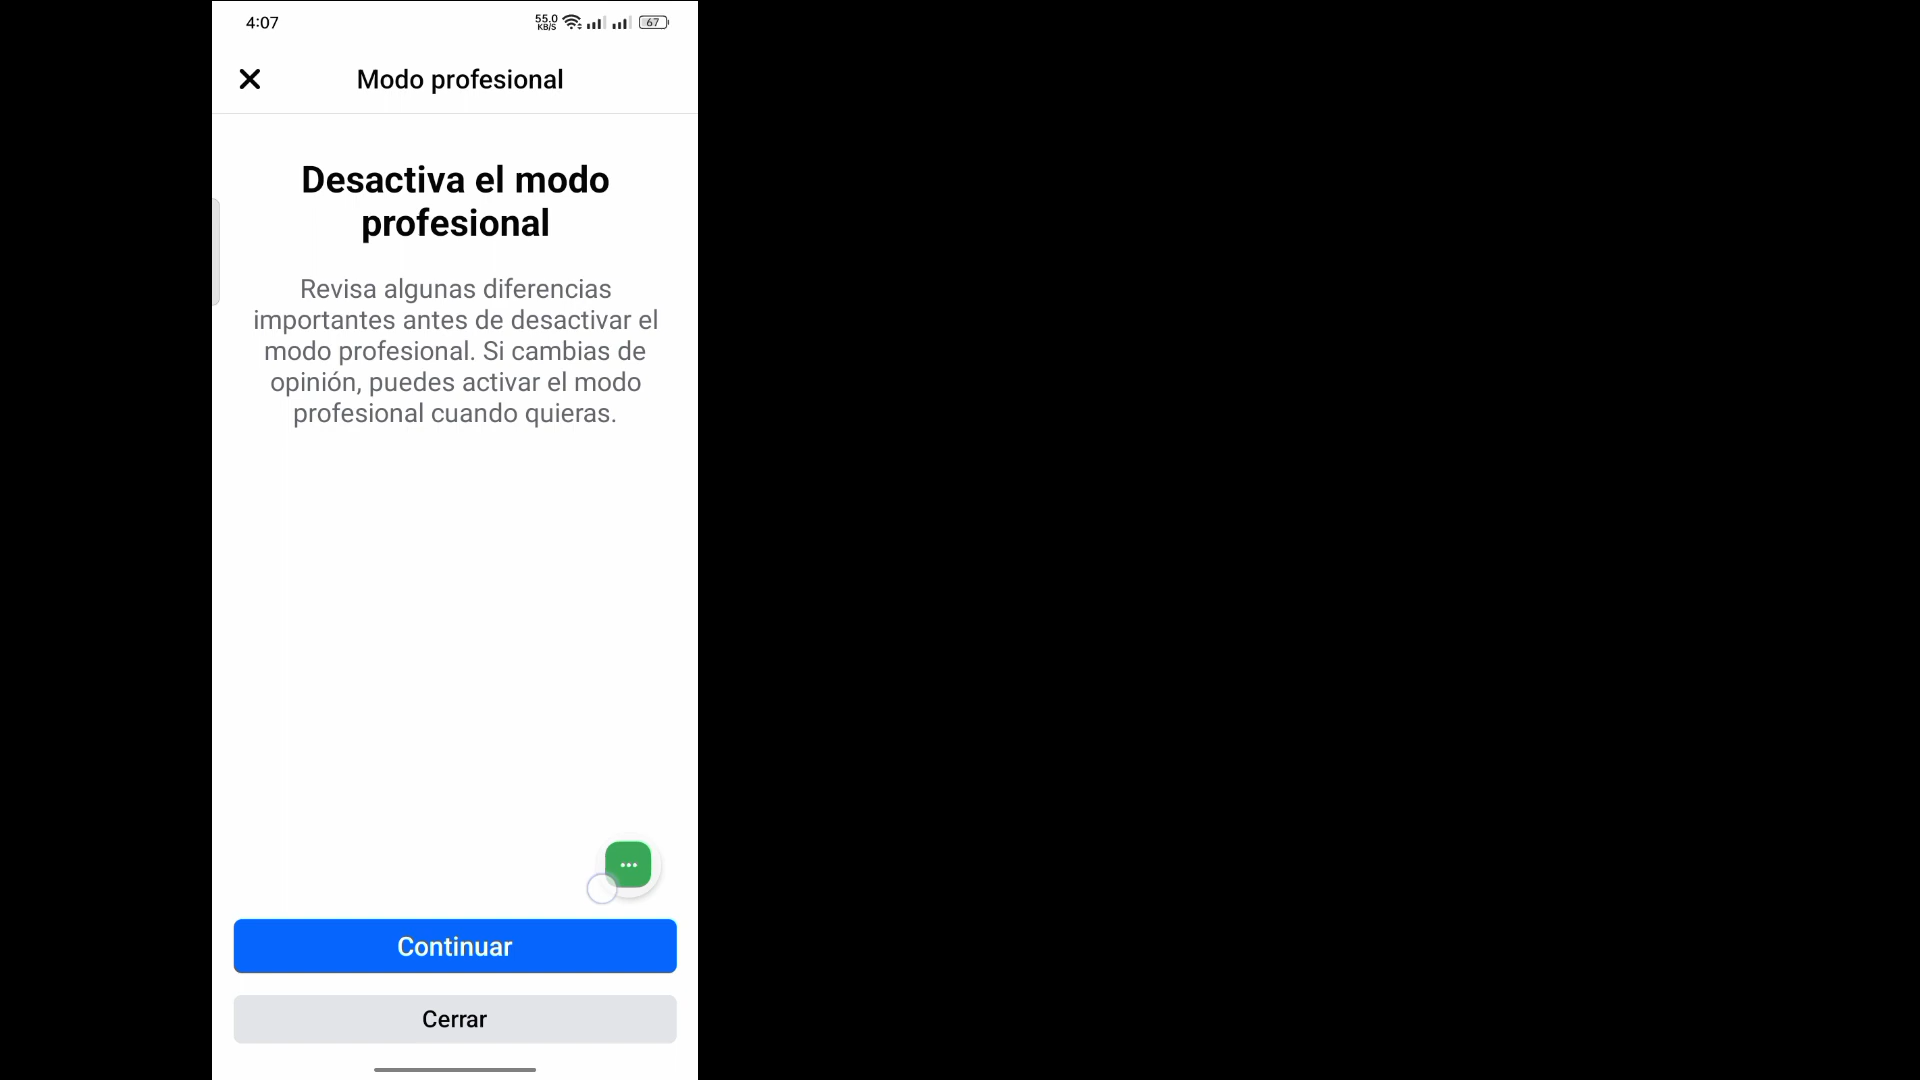 4:07
55.0
KB/S
67
Modo profesional
Desactiva el modo
profesional
Revisa algunas diferencias
importantes antes de desactivar el
modo profesional. Si cambias de
opinión, puedes activar el modo
profesional cuando quieras.
Continuar
Cerrar